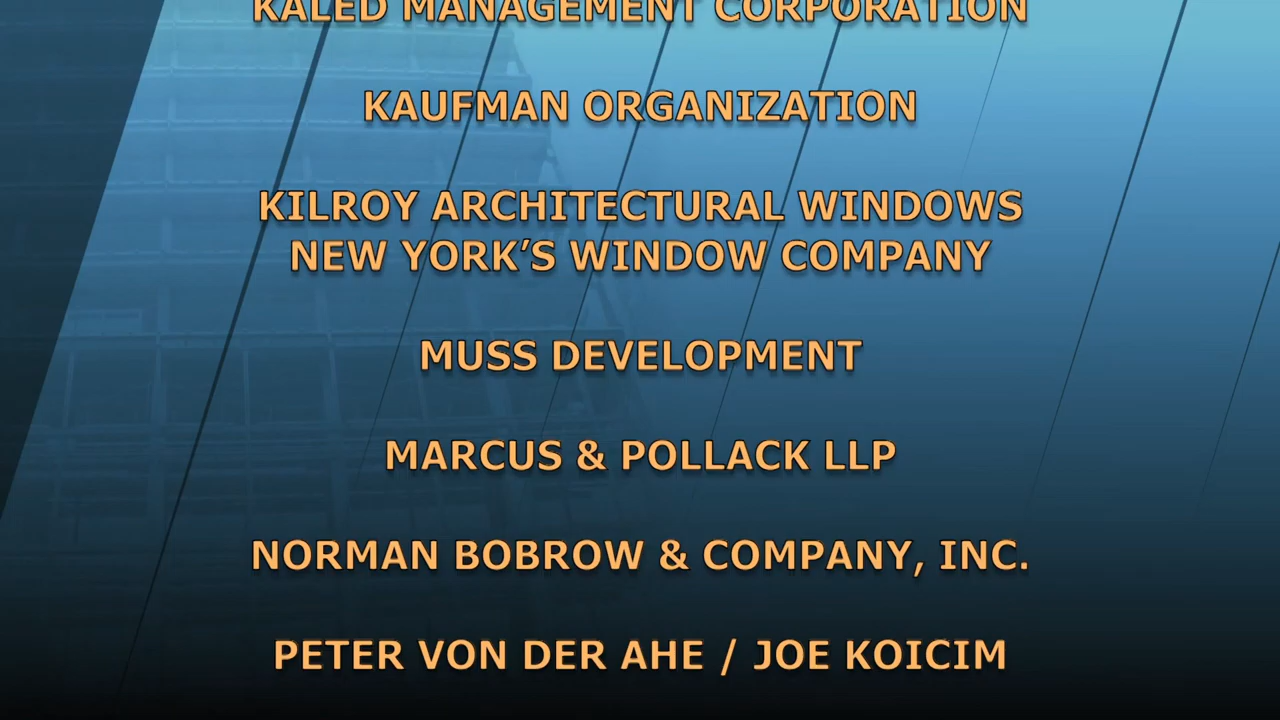 KALED MANAGEMENT CORPORATION
KAUFMAN ORGANIZATION
KILROY ARCHITECTURAL WINDOWS
NEW YORK’S WINDOW COMPANY
MUSS DEVELOPMENT
MARCUS & POLLACK LLP
NORMAN BOBROW & COMPANY, INC.
PETER VON DER AHE / JOE KOICIM